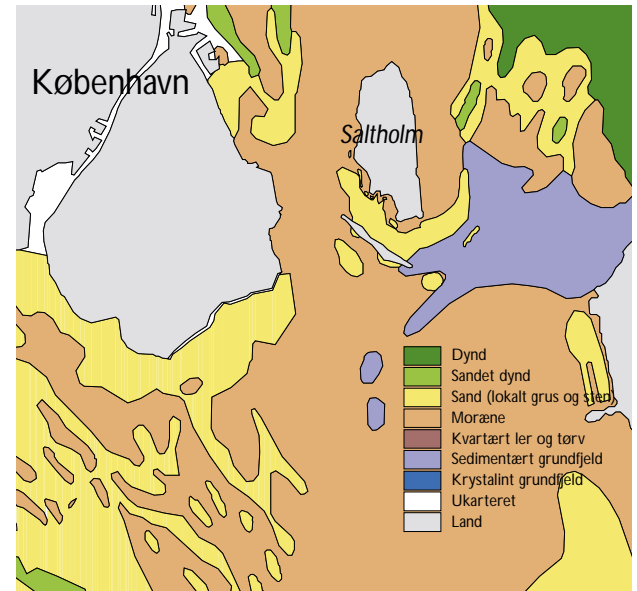 København
Saltholm
Dynd
Sandet dynd
Sand (lokalt grus og sten)
Moræne
Kvartært ler og tørv
Sedimentært grundfjeld
Krystalint grundfjeld
Ukarteret
Land